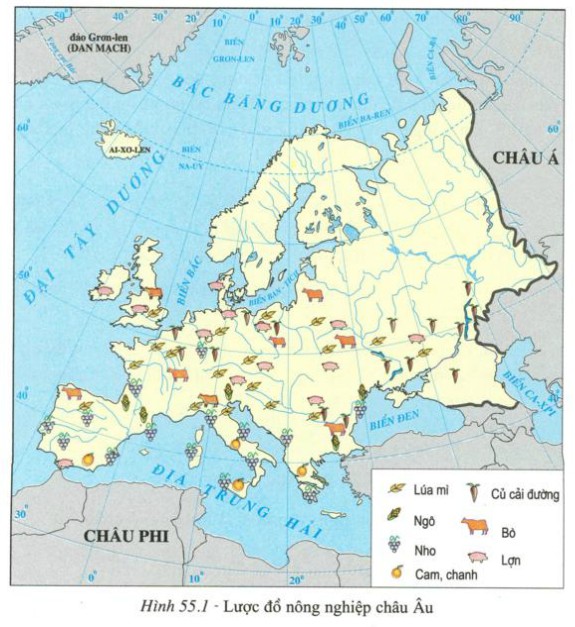 50° 40° 30° 20° 10° 0° 10° 20° 30° 40° 50° 60° 70° 80° 90°
đảo Grơn-len
(ĐAN MẠCH)
BIỂN
GRƠN-LEN
BIỂN CA-RA
BẮC BĂNG DƯƠNG
BIỂN BA-REN
60°
60°
AI-XƠ-LEN
BIỂN
NA-UY
CHÂU Á
ĐẠI TÂY DƯƠNG
50°
BIỂN BẮC
BIỂN BAN-TÍCH
40°
BIỂN CA-XPI
BIỂN ĐEN
ĐỊA TRUNG HẢI
30°
CHÂU PHI
0°
10°
20°
Lúa mì
Củ cải đường
Ngô
Bò
Nho
Lợn
Cam, chanh
Hình 55.1 - Lược đồ nông nghiệp châu Âu